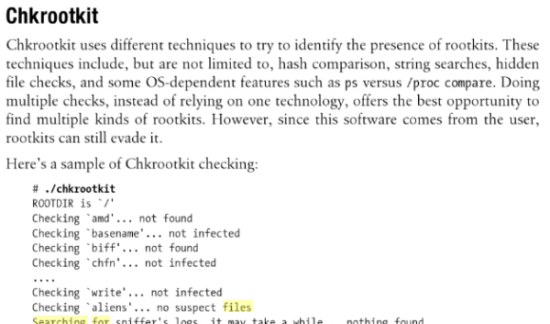 Chkrootkit
Chkrootkit uses different techniques to try to identify the presence of rootkits. These
techniques include, but are not limited to, hash comparison, string searches, hidden
file checks, and some OS-dependent features such as ps versus /proc compare. Doing
multiple checks, instead of relying on one technology, offers the best opportunity to
find multiple kinds of rootkits. However, since this software comes from the user,
rootkits can still evade it.
Here's a sample of Chkrootkit checking:
# ./chkrootkit
ROOTDIR is `/'
Checking `amd'... not found
Checking `basename'... not infected
Checking `biff'... not found
Checking `chfn'... not infected
....
Checking `write'... not infected
Checking `aliens'... no suspect files
Searching for sniffer's logs, it may take a while... nothing found